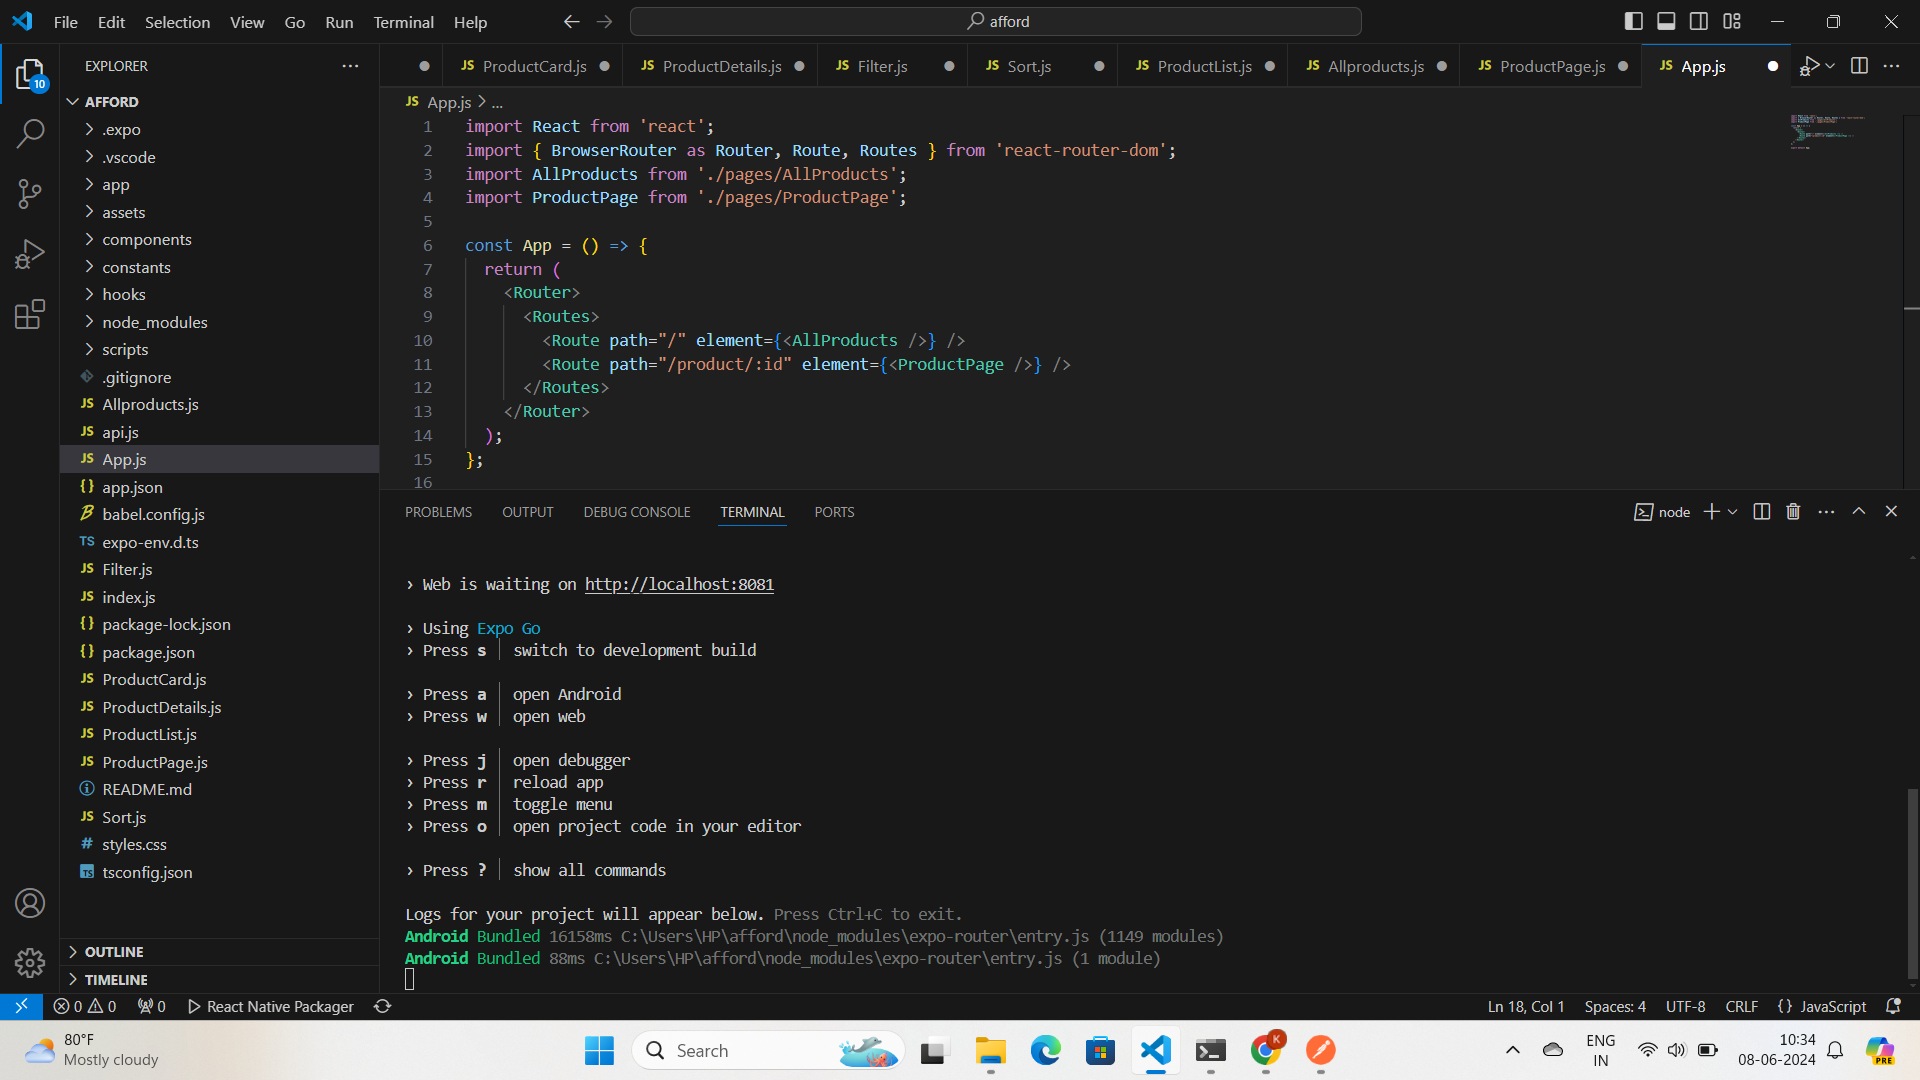 File Edit Selection View Go Run Terminal Help
afford
EXPLORER
10
AFFORD
.expo
.vscode
app
assets
components
constants
hooks
node_modules
scripts
.gitignore
JS Allproducts.js
JS api.js
JS App.js
{} app.json
babel.config.js
TS expo-env.d.ts
JS Filter.js
JS index.js
{} package-lock.json
{} package.json
JS ProductCard.js
JS ProductDetails.js
JS ProductList.js
JS ProductPage.js
README.md
JS Sort.js
# styles.css
TS tsconfig.json
OUTLINE
TIMELINE
JS ProductCard.js JS ProductDetails.js JS Filter.js JS Sort.js JS ProductList.js JS Allproducts.js JS ProductPage.js JS App.js
JS App.js > ...
1 import React from 'react';
2 import { BrowserRouter as Router, Route, Routes } from 'react-router-dom';
3 import AllProducts from './pages/AllProducts';
4 import ProductPage from './pages/ProductPage';
5
6 const App = () => {
7 return (
8 <Router>
9 <Routes>
10 <Route path="/" element={<AllProducts />} />
11 <Route path="/product/:id" element={<ProductPage />} />
12 </Routes>
13 </Router>
14 );
15 };
16
PROBLEMS OUTPUT DEBUG CONSOLE TERMINAL PORTS
node
› Web is waiting on http://localhost:8081
› Using Expo Go
› Press s │ switch to development build
› Press a │ open Android
› Press w │ open web
› Press j │ open debugger
› Press r │ reload app
› Press m │ toggle menu
› Press o │ open project code in your editor
› Press ? │ show all commands
Logs for your project will appear below. Press Ctrl+C to exit.
Android Bundled 16158ms C:\Users\HP\afford\node_modules\expo-router\entry.js (1149 modules)
Android Bundled 88ms C:\Users\HP\afford\node_modules\expo-router\entry.js (1 module)
0 0 0 React Native Packager
Ln 18, Col 1 Spaces: 4 UTF-8 CRLF {} JavaScript
80°F
Mostly cloudy
Search
K
ENG
IN
10:34
08-06-2024
PRE